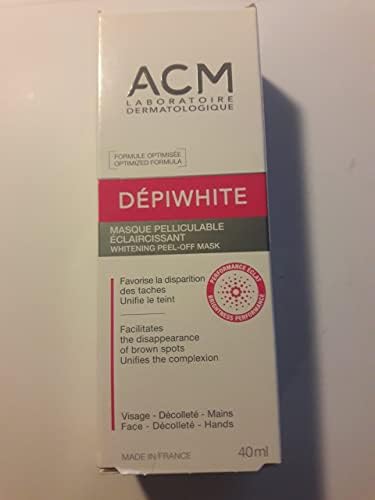 ACM
LABORATOIRE
DERMATOLOGIQUE
FORMULE OPTIMISÉE
OPTIMIZED FORMULA
DÉPIWHITE
MASQUE PELLICULABLE
ÉCLAIRCISSANT
WHITENING PEEL-OFF MASK
Favorise la disparition
des taches
Unifie le teint
PERFORMANCE ÉCLAT
BRIGHTNESS PERFORMANCE
Facilitates
the disappearance
of brown spots
Unifies the complexion
Visage - Décolleté - Mains
Face - Décolleté - Hands
MADE IN FRANCE
40ml